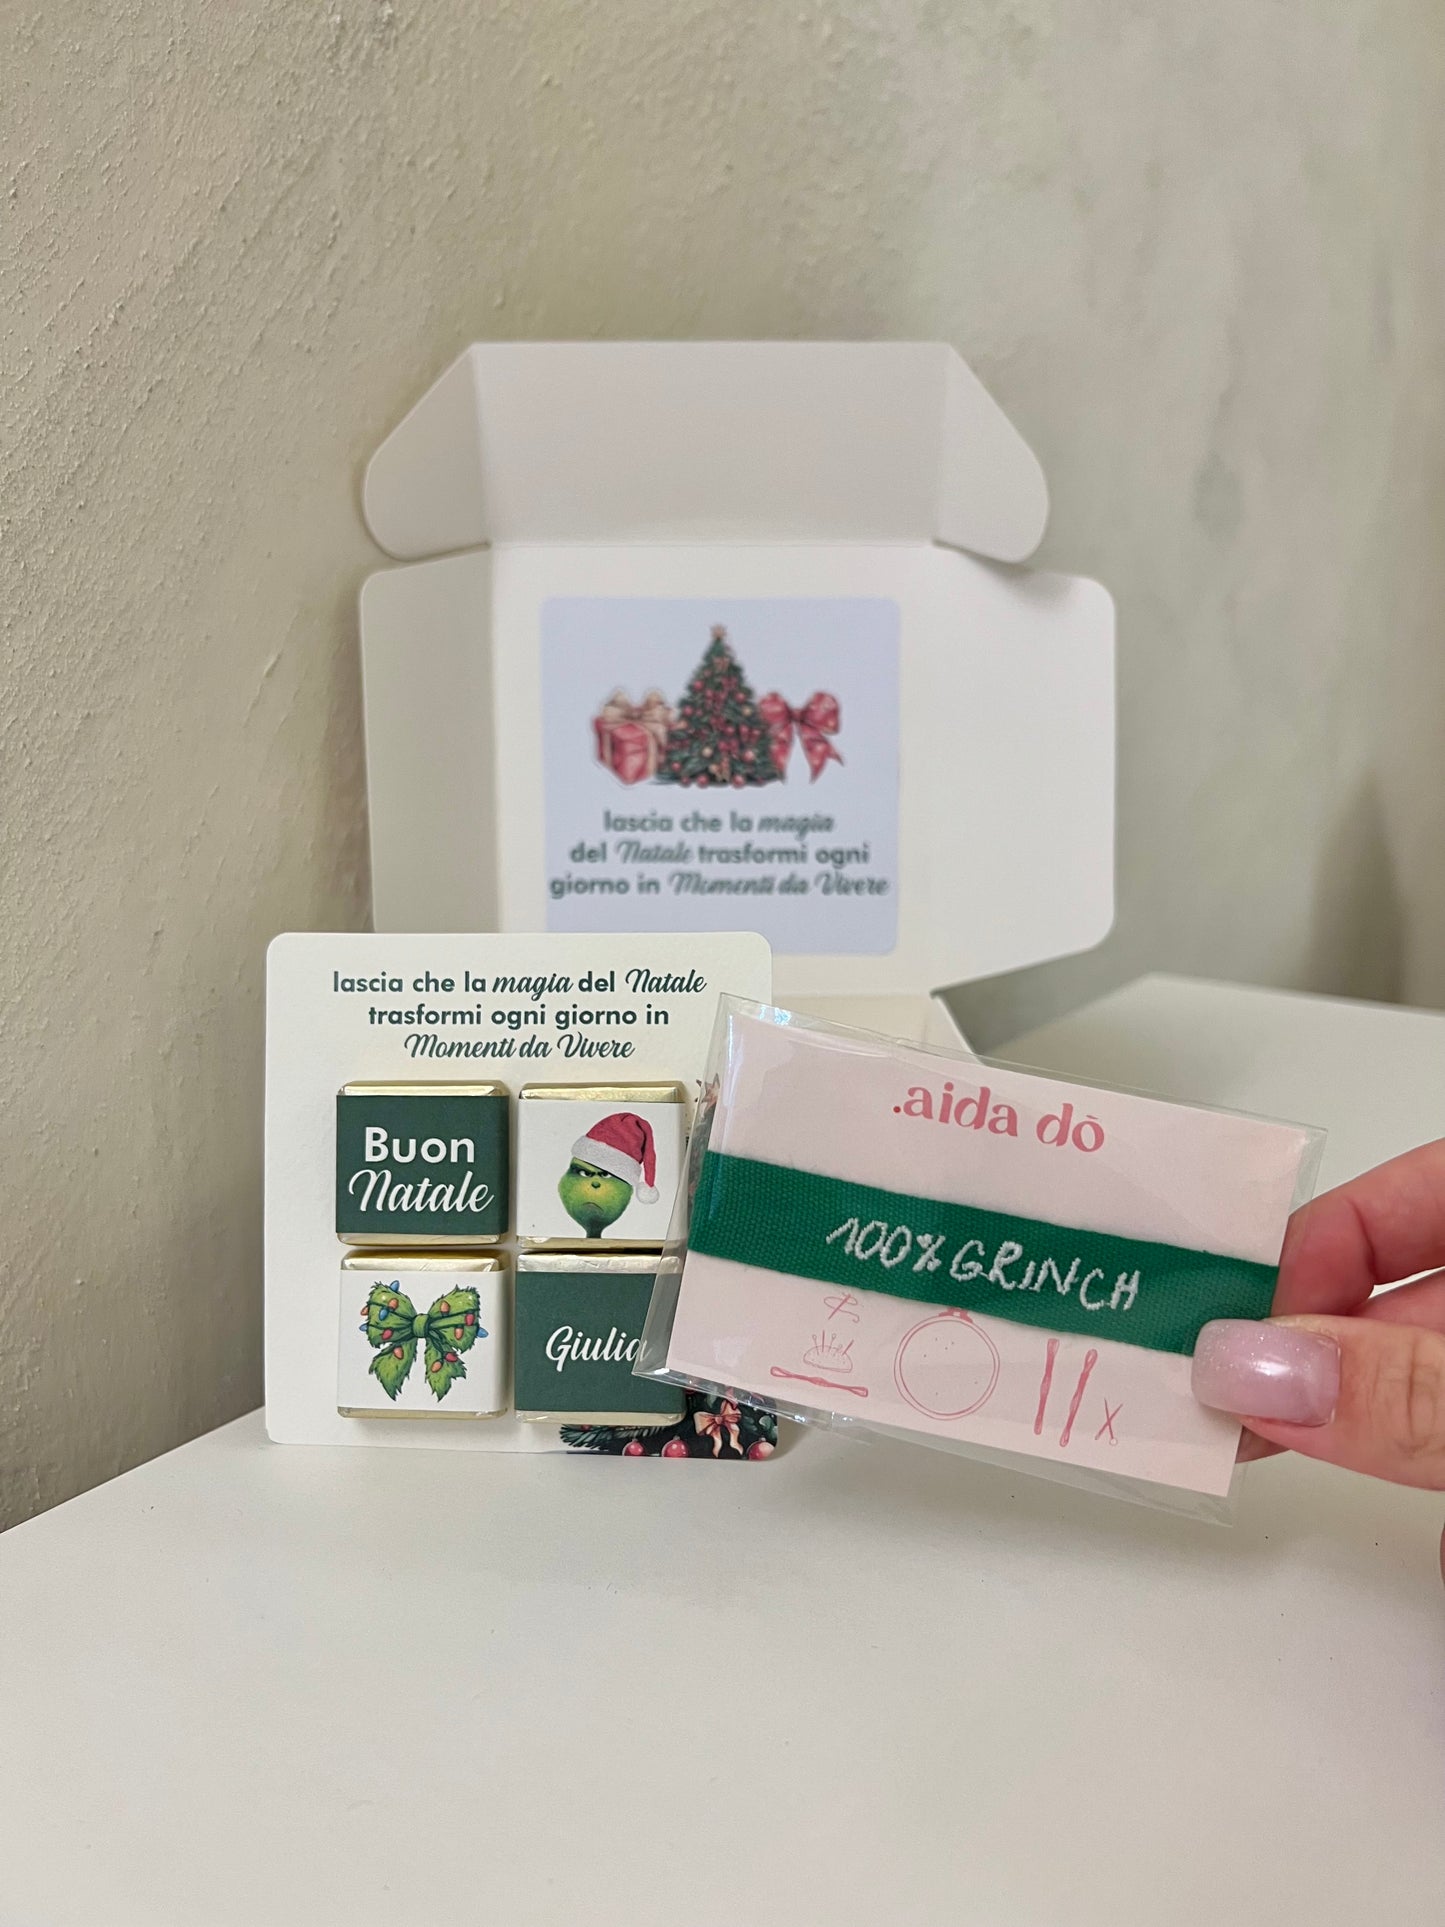 lascia che la magia
del Natale trasformi ogni
giorno in Momenti da Vivere
lascia che la magia del Natale
trasformi ogni giorno in
Momenti da Vivere
Buon
Natale
Giulia
.aida dō
100% GRINCH